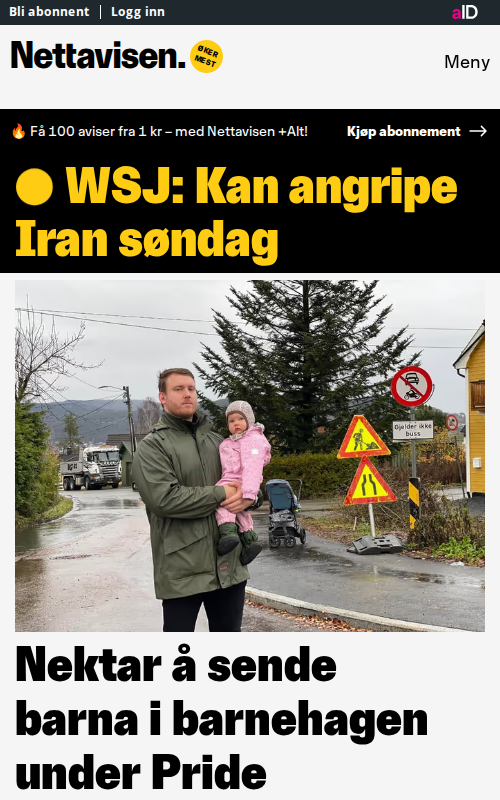 Bli abonnent | Logg inn
aID
Nettavisen.
ØKER
MEST
Meny
🔥 Få 100 aviser fra 1 kr – med Nettavisen +Alt!
Kjøp abonnement →
WSJ: Kan angripe
Iran søndag
Gjelder ikke
buss
Nektar å sende
barna i barnehagen
under Pride